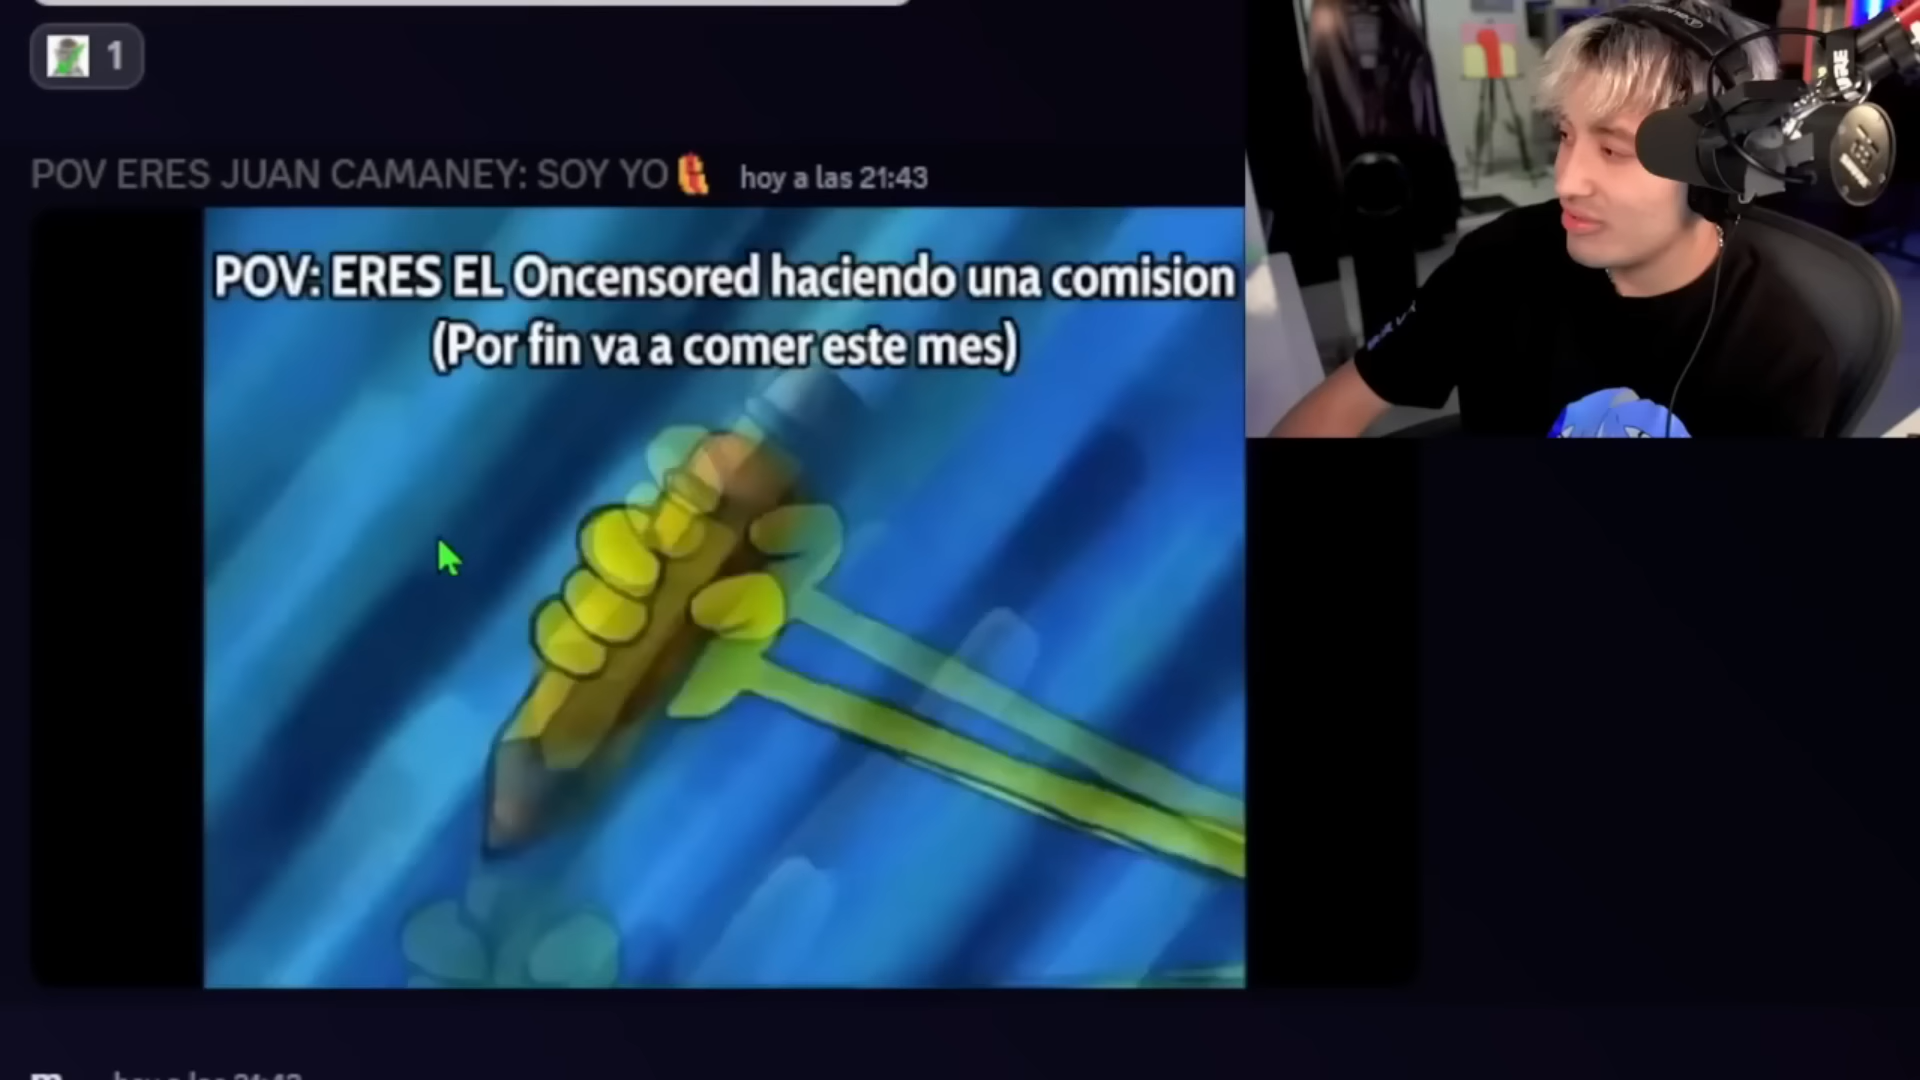 1
POV ERES JUAN CAMANEY: SOY YO hoy a las 21:43
POV: ERES EL Oncensored haciendo una comision
(Por fin va a comer este mes)